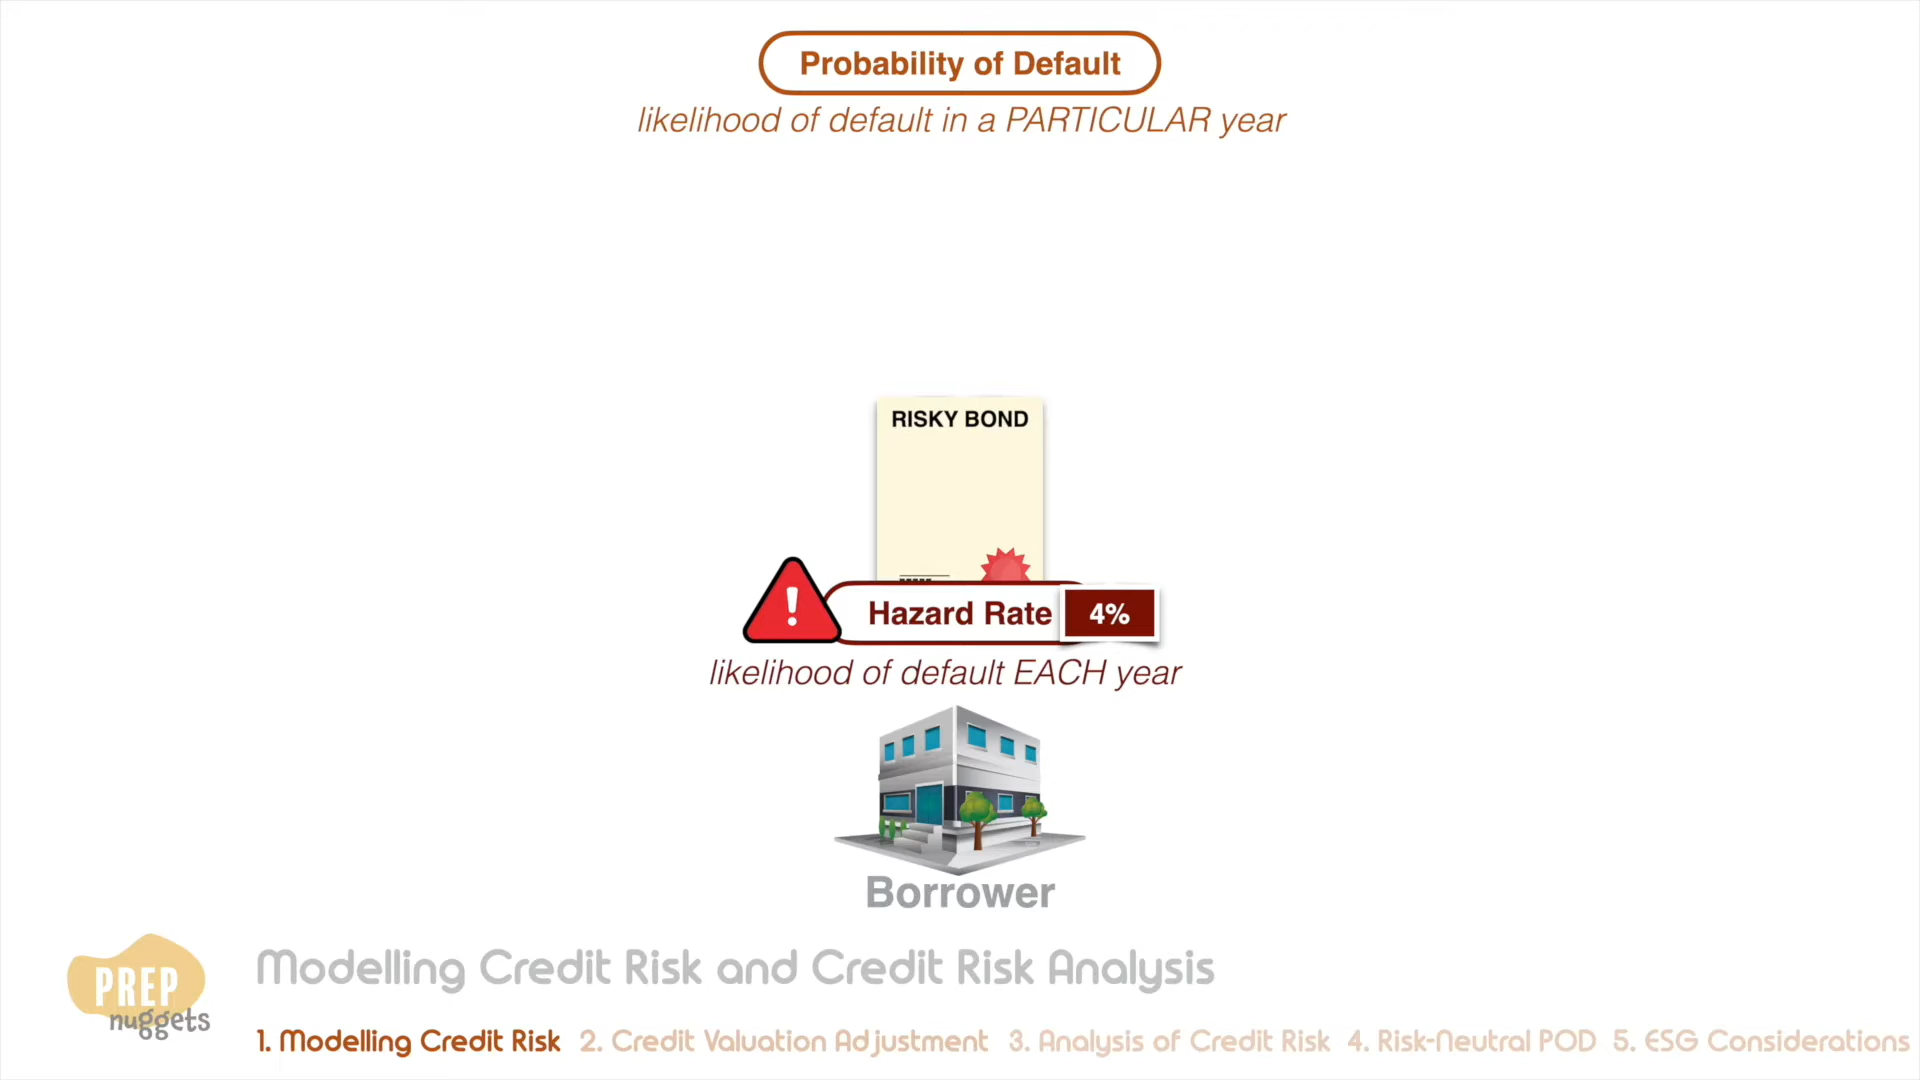 Probability of Default
likelihood of default in a PARTICULAR year
RISKY BOND
!
Hazard Rate 4%
likelihood of default EACH year
Borrower
PREP
nuggets
Modelling Credit Risk and Credit Risk Analysis
1. Modelling Credit Risk 2. Credit Valuation Adjustment 3. Analysis of Credit Risk 4. Risk-Neutral POD 5. ESG Considerations